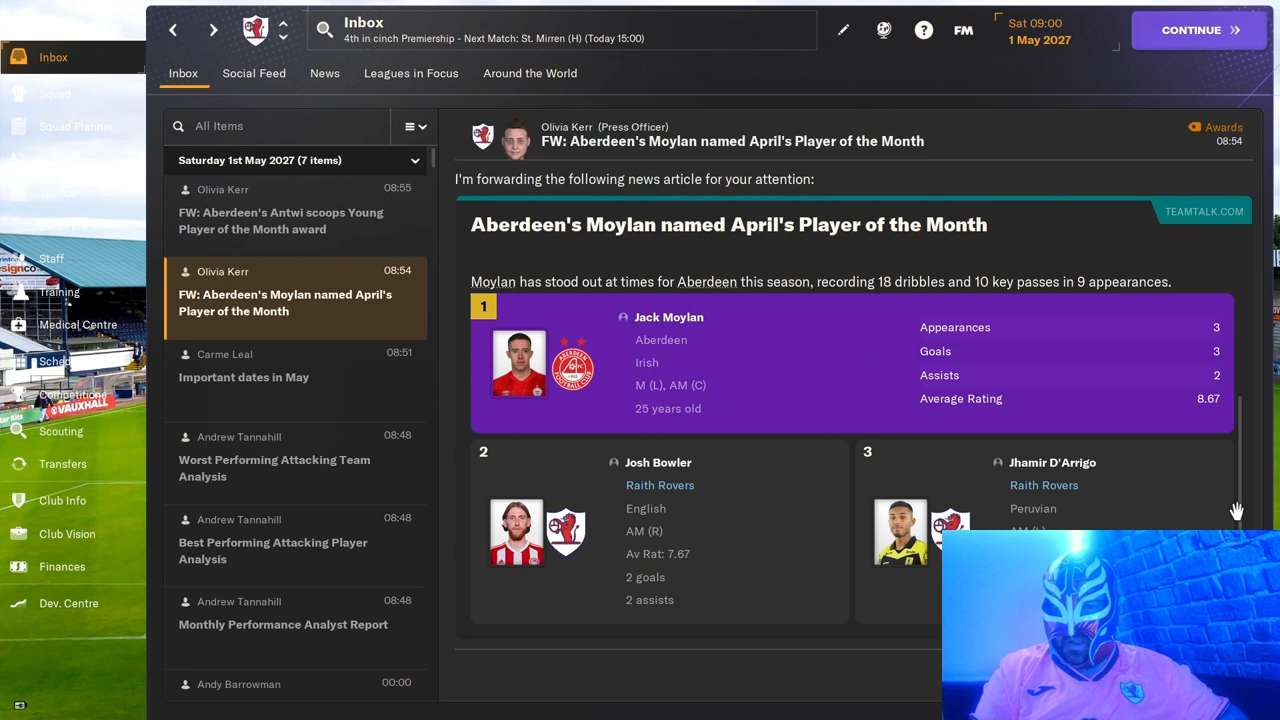 Inbox
4th in cinch Premiership - Next Match: St. Mirren (H) (Today 15:00)
FM
Sat 09:00
1 May 2027
CONTINUE
Inbox
Social Feed
News
Leagues in Focus
Around the World
Inbox
Squad
Squad Planner
Staff
Training
Medical Centre
Sched
Competitions
Scouting
Transfers
Club Info
Club Vision
Finances
Dev. Centre
VAUXHALL
All Items
Saturday 1st May 2027 (7 items)
Olivia Kerr 08:55
FW: Aberdeen's Antwi scoops Young
Player of the Month award
Olivia Kerr 08:54
FW: Aberdeen's Moylan named April's
Player of the Month
Carme Leal 08:51
Important dates in May
Andrew Tannahill 08:48
Worst Performing Attacking Team
Analysis
Andrew Tannahill 08:48
Best Performing Attacking Player
Analysis
Andrew Tannahill 08:48
Monthly Performance Analyst Report
Andy Barrowman 00:00
Olivia Kerr (Press Officer)
FW: Aberdeen's Moylan named April's Player of the Month
Awards
08:54
I'm forwarding the following news article for your attention:
TEAMTALK.COM
Aberdeen's Moylan named April's Player of the Month
Moylan has stood out at times for Aberdeen this season, recording 18 dribbles and 10 key passes in 9 appearances.
1
Jack Moylan
Aberdeen
Irish
M (L), AM (C)
25 years old
Appearances 3
Goals 3
Assists 2
Average Rating 8.67
2
Josh Bowler
Raith Rovers
English
AM (R)
Av Rat: 7.67
2 goals
2 assists
3
Jhamir D'Arrigo
Raith Rovers
Peruvian
AM (L)